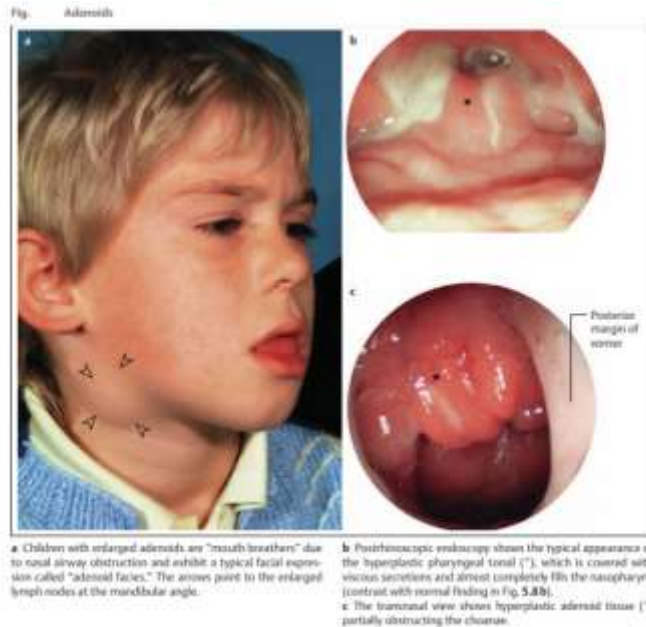 Fig. Adenoids
a
b
c
Posterior
margin of
vomer
a Children with enlarged adenoids are "mouth breathers" due
to nasal airway obstruction and exhibit a typical facial expres-
sion called "adenoid facies." The arrows point to the enlarged
lymph nodes at the mandibular angle.
b Postrhinoscopic endoscopy shows the typical appearance o
the hyperplastic pharyngeal tonsil (*), which is covered with
viscous secretions and almost completely fills the nasopharyn
(contrast with normal finding in Fig. 5.8b).
c The transnasal view shows hyperplastic adenoid tissue (*
partially obstructing the choanae.